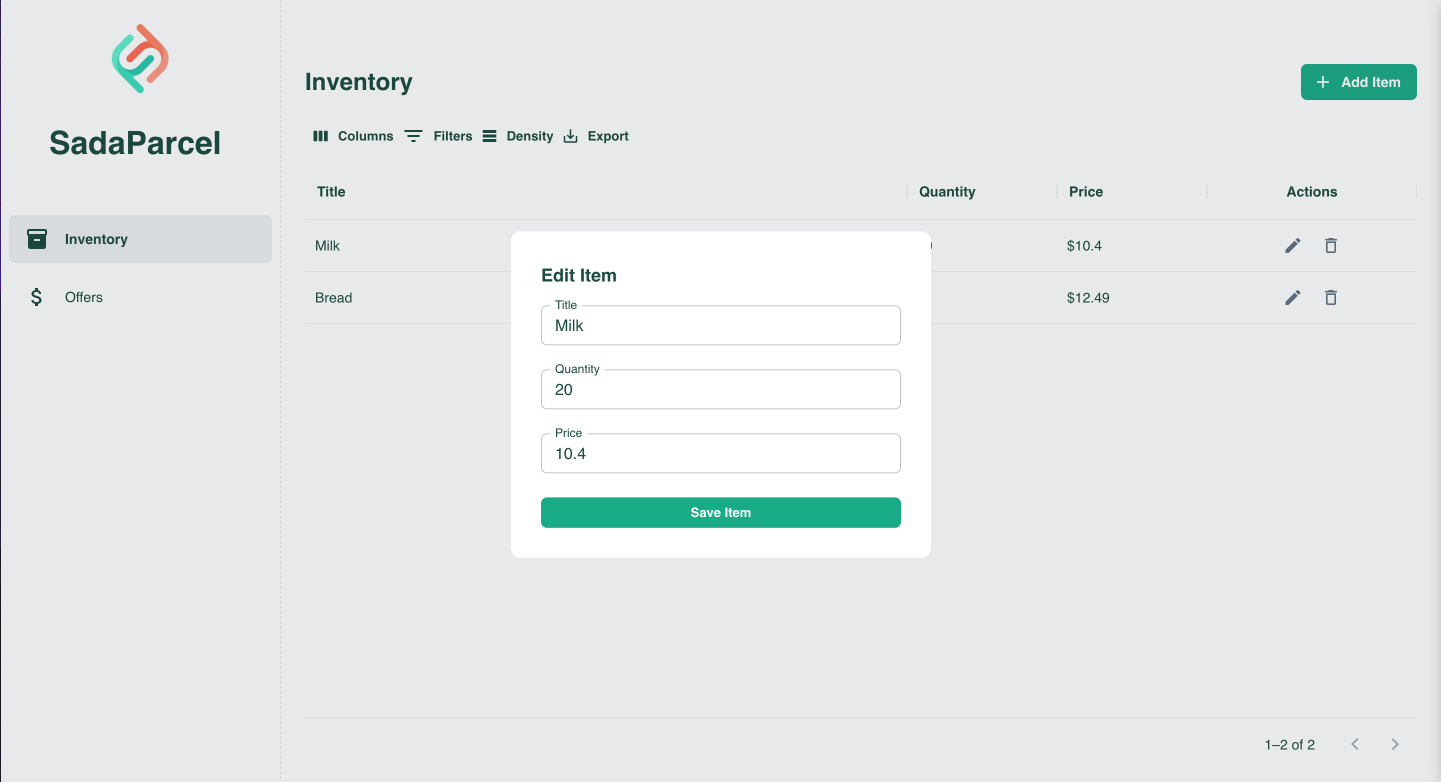 SadaParcel
Inventory
Offers
Inventory
Add Item
Columns Filters Density Export
Title Quantity Price Actions
Milk $10.4
Bread $12.49
Edit Item
Title
Milk
Quantity
20
Price
10.4
Save Item
1–2 of 2